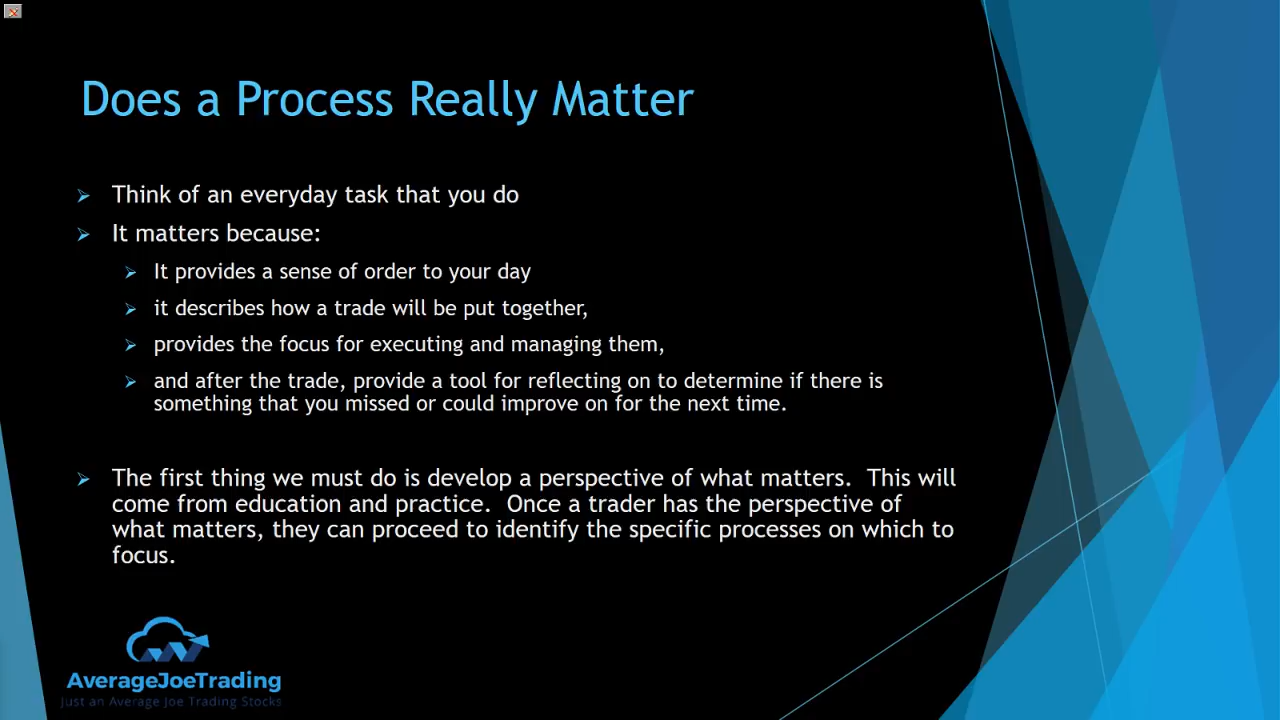 Does a Process Really Matter
Think of an everyday task that you do
It matters because:
It provides a sense of order to your day
it describes how a trade will be put together,
provides the focus for executing and managing them,
and after the trade, provide a tool for reflecting on to determine if there is
something that you missed or could improve on for the next time.
The first thing we must do is develop a perspective of what matters.  This will
come from education and practice.  Once a trader has the perspective of
what matters, they can proceed to identify the specific processes on which to
focus.
AverageJoeTrading
Just an Average Joe Trading Stocks